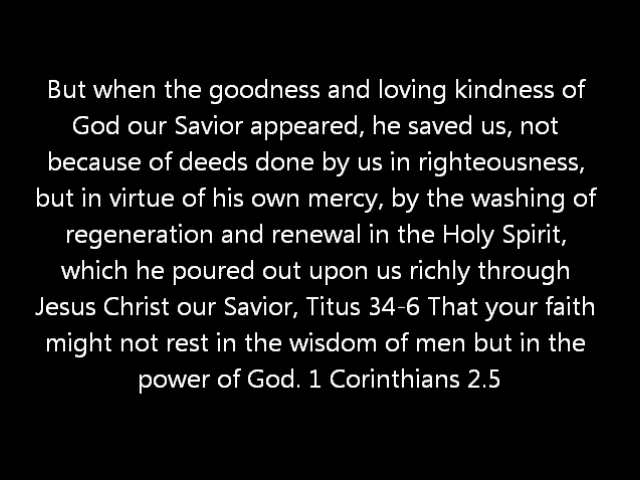 But when the goodness and loving kindness of
God our Savior appeared, he saved us, not
because of deeds done by us in righteousness,
but in virtue of his own mercy, by the washing of
regeneration and renewal in the Holy Spirit,
which he poured out upon us richly through
Jesus Christ our Savior, Titus 34-6 That your faith
might not rest in the wisdom of men but in the
power of God. 1 Corinthians 2.5